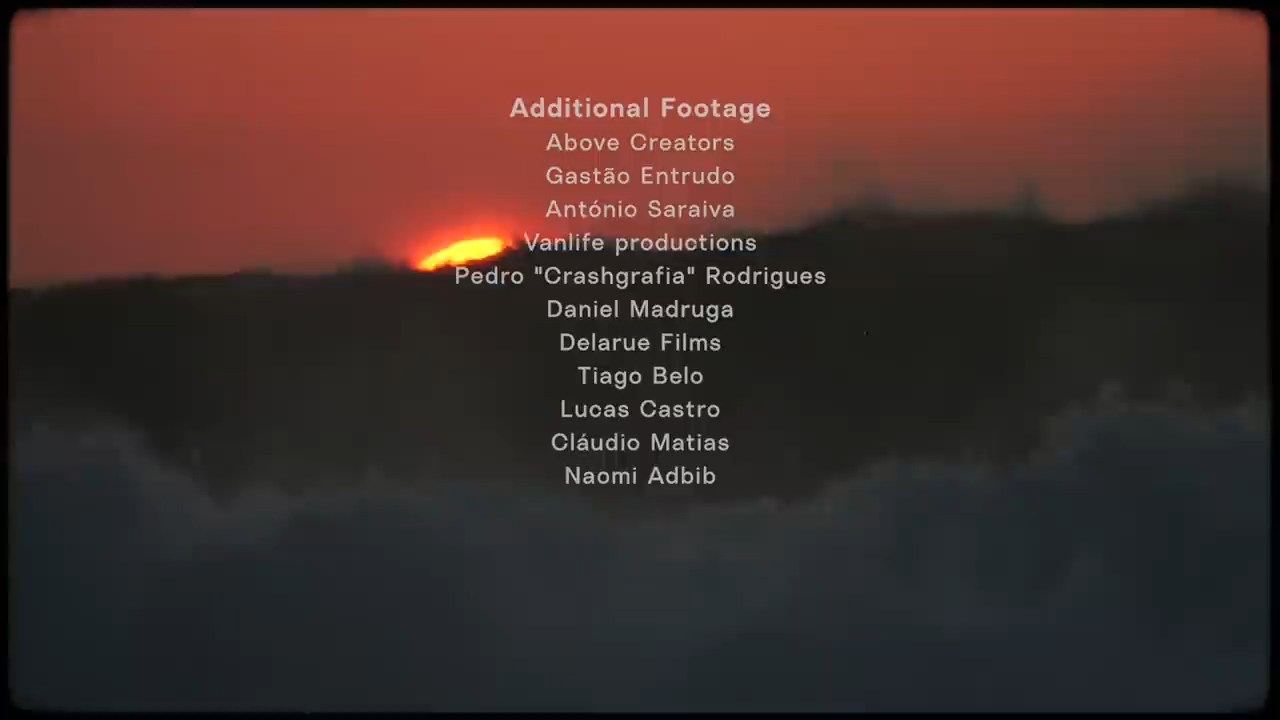 Additional Footage
Above Creators
Gastão Entrudo
António Saraiva
Vanlife productions
Pedro "Crashgrafia" Rodrigues
Daniel Madruga
Delarue Films
Tiago Belo
Lucas Castro
Cláudio Matias
Naomi Adbib